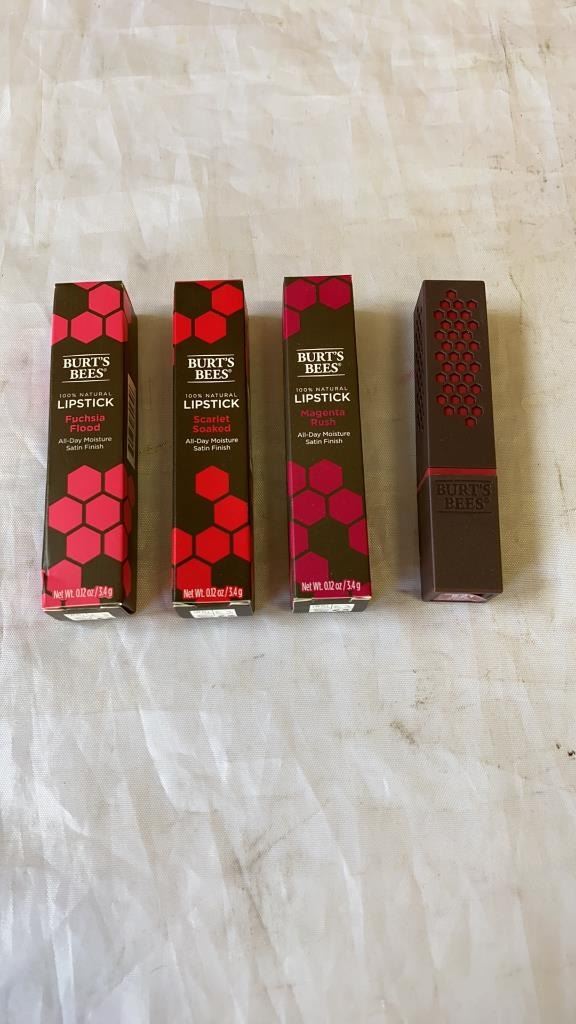 BURT'S
BEES®
100% NATURAL
LIPSTICK
Fuchsia
Flood
All-Day Moisture
Satin Finish
Net Wt. 0.12 oz / 3.4 g
BURT'S
BEES®
100% NATURAL
LIPSTICK
Scarlet
Soaked
All-Day Moisture
Satin Finish
Net Wt. 0.12 oz / 3.4 g
BURT'S
BEES®
100% NATURAL
LIPSTICK
Magenta
Rush
All-Day Moisture
Satin Finish
Net Wt. 0.12 oz / 3.4 g
BURT'S
BEES®